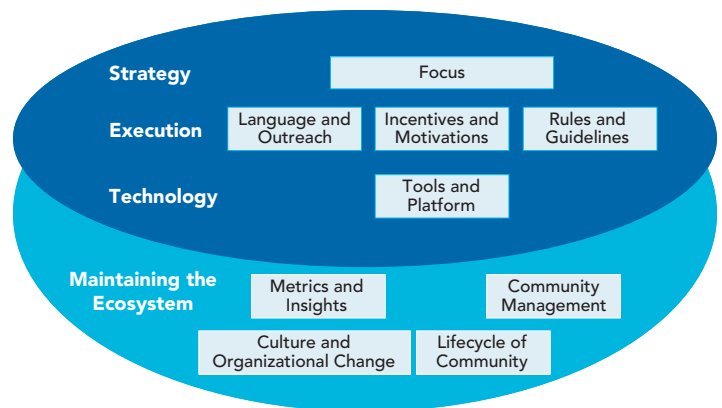 Strategy
Focus
Execution
Language and
Outreach
Incentives and
Motivations
Rules and
Guidelines
Technology
Tools and
Platform
Maintaining the
Ecosystem
Metrics and
Insights
Community
Management
Culture and
Organizational Change
Lifecycle of
Community